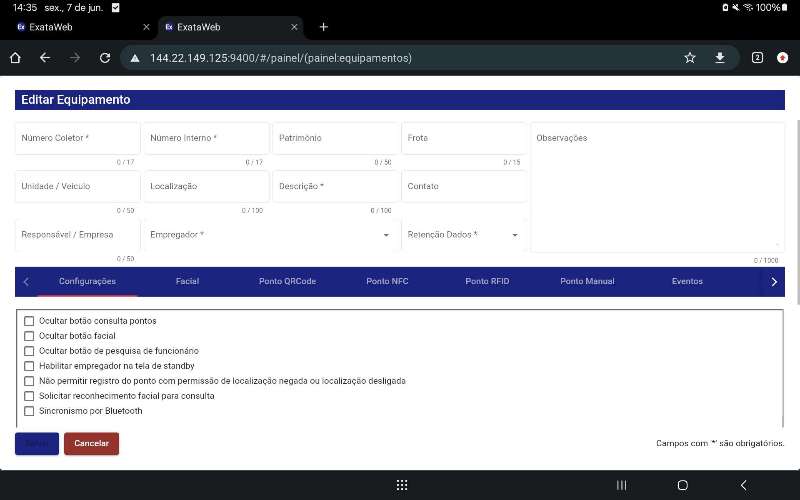 14:35 sex., 7 de jun. 100%
Ex ExataWeb Ex ExataWeb
144.22.149.125:9400/#/painel/(painel:equipamentos) 2
Editar Equipamento
Número Coletor * Número Interno * Patrimônio Frota Observações
0 / 17 0 / 17 0 / 50 0 / 15
Unidade / Veículo Localização Descrição * Contato
0 / 50 0 / 100 0 / 100
Responsável / Empresa Empregador * Retenção Dados *
0 / 50 0 / 1000
Configurações Facial Ponto QRCode Ponto NFC Ponto RFID Ponto Manual Eventos
Ocultar botão consulta pontos
Ocultar botão facial
Ocultar botão de pesquisa de funcionário
Habilitar empregador na tela de standby
Não permitir registro do ponto com permissão de localização negada ou localização desligada
Solicitar reconhecimento facial para consulta
Sincronismo por Bluetooth
Cancelar Campos com '*' são obrigatórios.